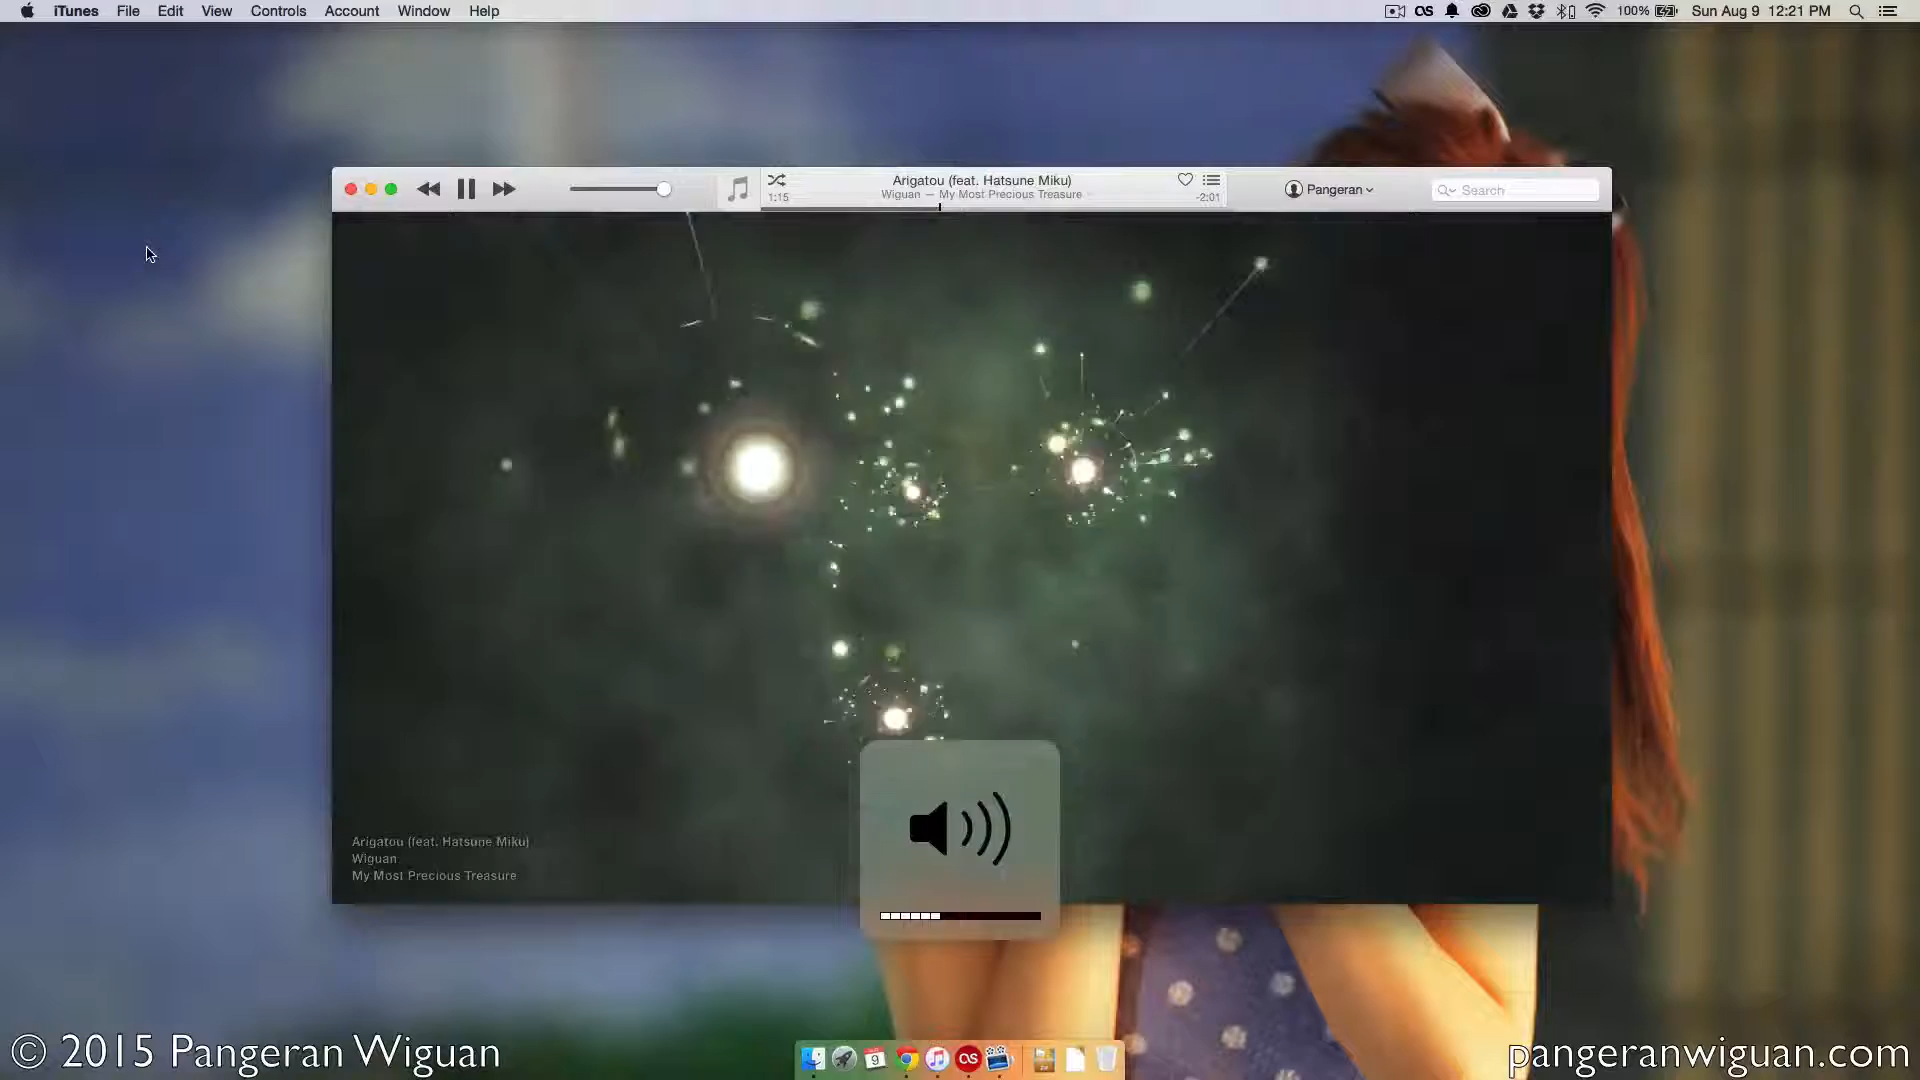 iTunes File Edit View Controls Account Window Help
100% Sun Aug 9 12:21 PM
Arigatou (feat. Hatsune Miku)
Wiguan — My Most Precious Treasure
1:15
-2:01
Pangeran
Search
Arigatou (feat. Hatsune Miku)
Wiguan
My Most Precious Treasure
9
© 2015 Pangeran Wiguan
pangeranwiguan.com